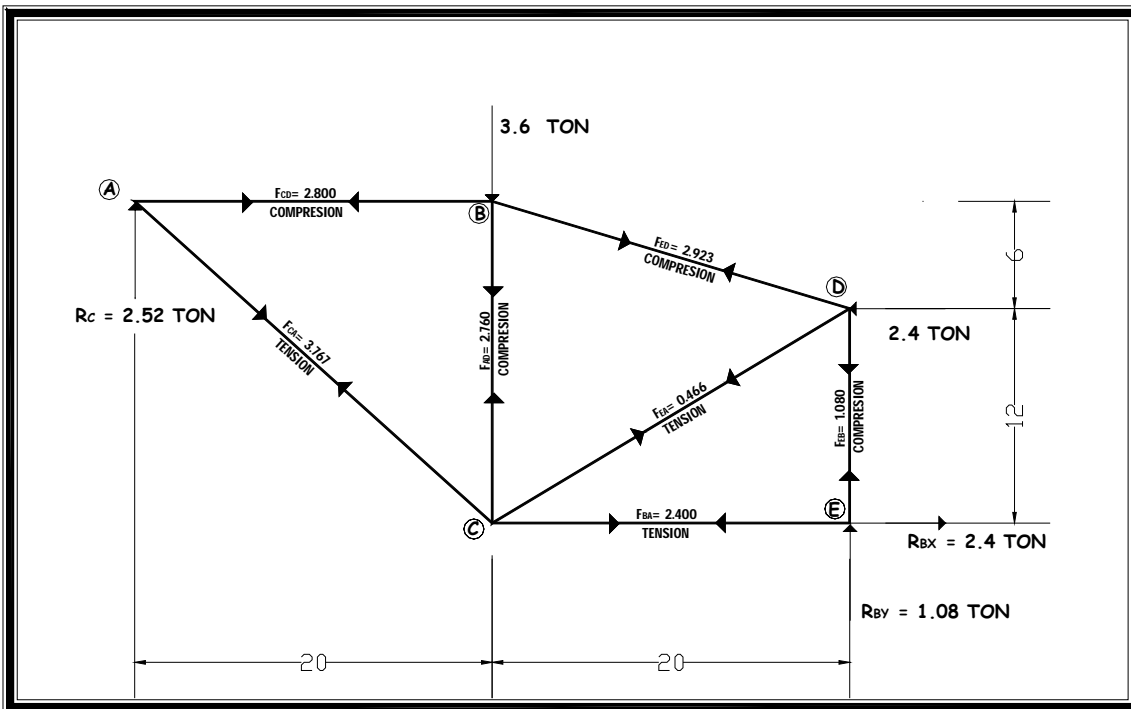 3.6 TON
A
FCD= 2.800
COMPRESION
B
FED= 2.923
COMPRESION
6
D
RC = 2.52 TON
2.4 TON
FCA= 3.767
TENSION
FAD= 2.760
COMPRESION
FEA= 0.466
TENSION
FEB= 1.080
COMPRESION
12
C
FBA= 2.400
TENSION
E
RBX = 2.4 TON
RBY = 1.08 TON
20
20